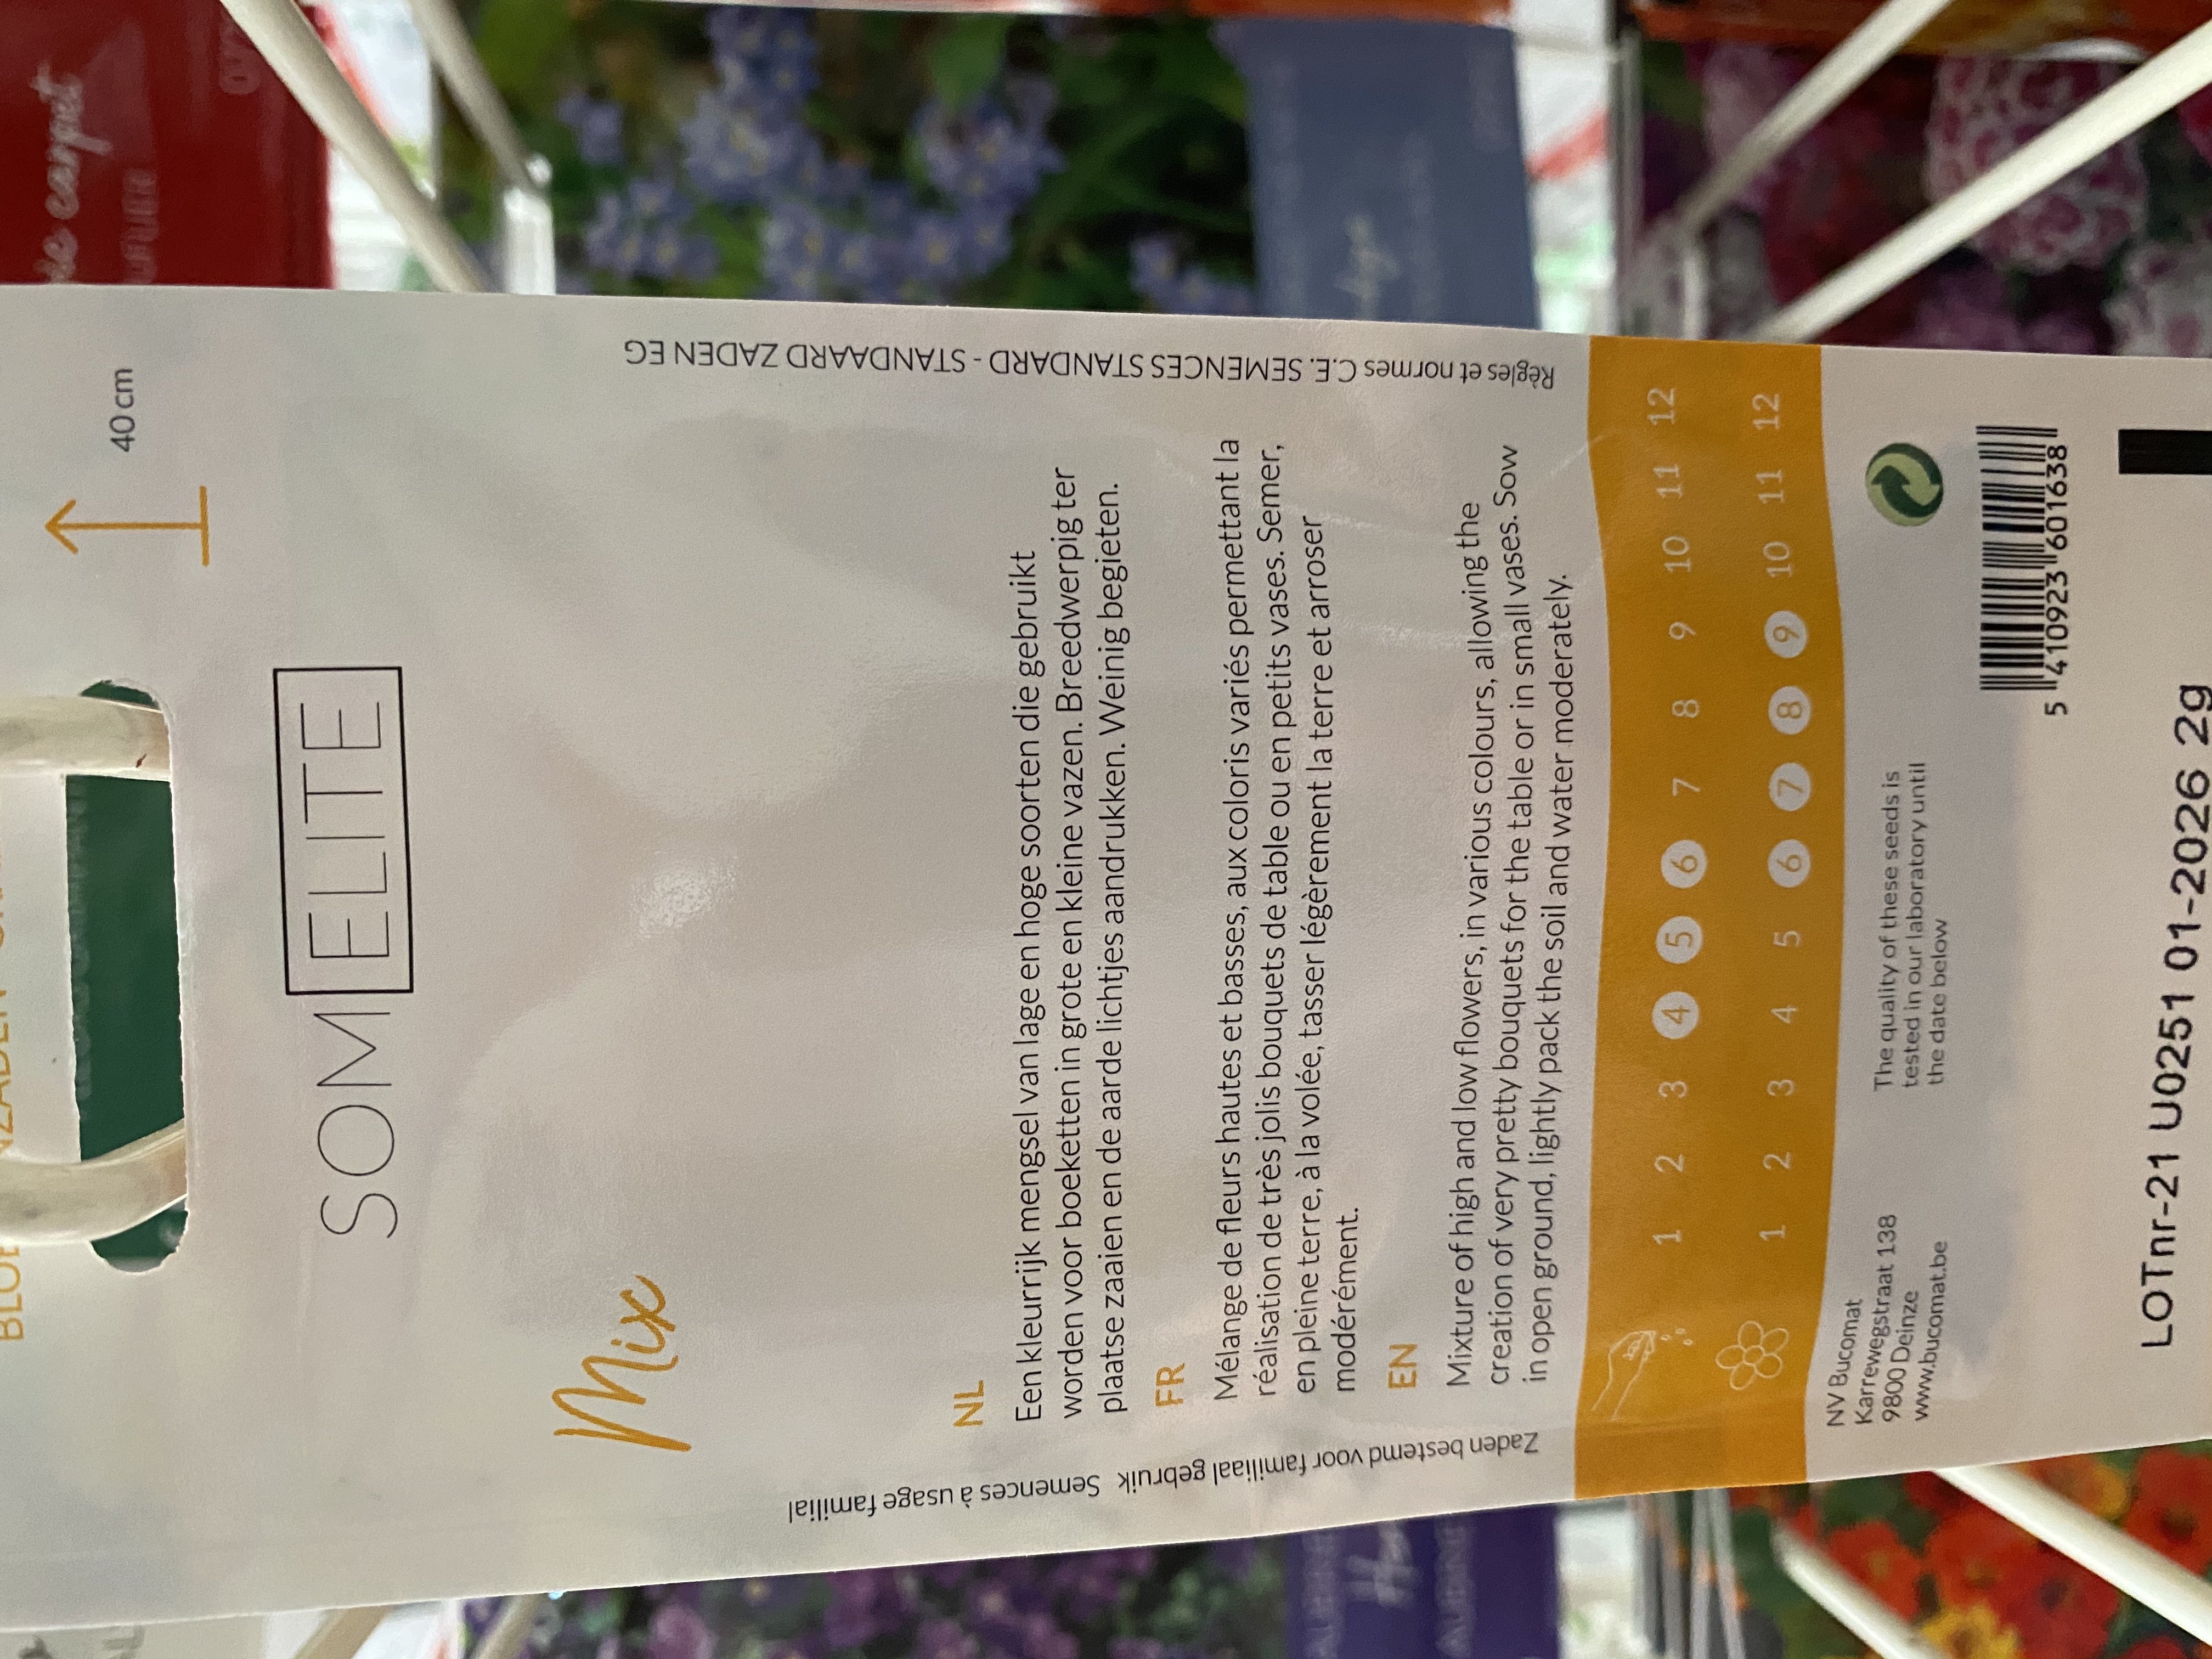 40 cm
SOMELITE
Mix
NL
Een kleurrijk mengsel van lage en hoge soorten die gebruikt
worden voor boeketten in grote en kleine vazen. Breedwerpig ter
plaatse zaaien en de aarde lichtjes aandrukken. Weinig begieten.
FR
Mélange de fleurs hautes et basses, aux coloris variés permettant la
réalisation de très jolis bouquets de table ou en petits vases. Semer,
en pleine terre, à la volée, tasser légèrement la terre et arroser
modérément.
EN
Mixture of high and low flowers, in various colours, allowing the
creation of very pretty bouquets for the table or in small vases. Sow
in open ground, lightly pack the soil and water moderately.
Zaden bestemd voor familiaal gebruik Semences à usage familial
Règles et normes C.E. SEMENCES STANDARD - STANDAARD ZADEN EG
1 2 3 4 5 6 7 8 9 10 11 12
1 2 3 4 5 6 7 8 9 10 11 12
NV Bucomat
Karrewegstraat 138
9800 Deinze
www.bucomat.be
The quality of these seeds is
tested in our laboratory until
the date below
5 410923 601638
LOTnr-21 U0251 01-2026 2g
carpet